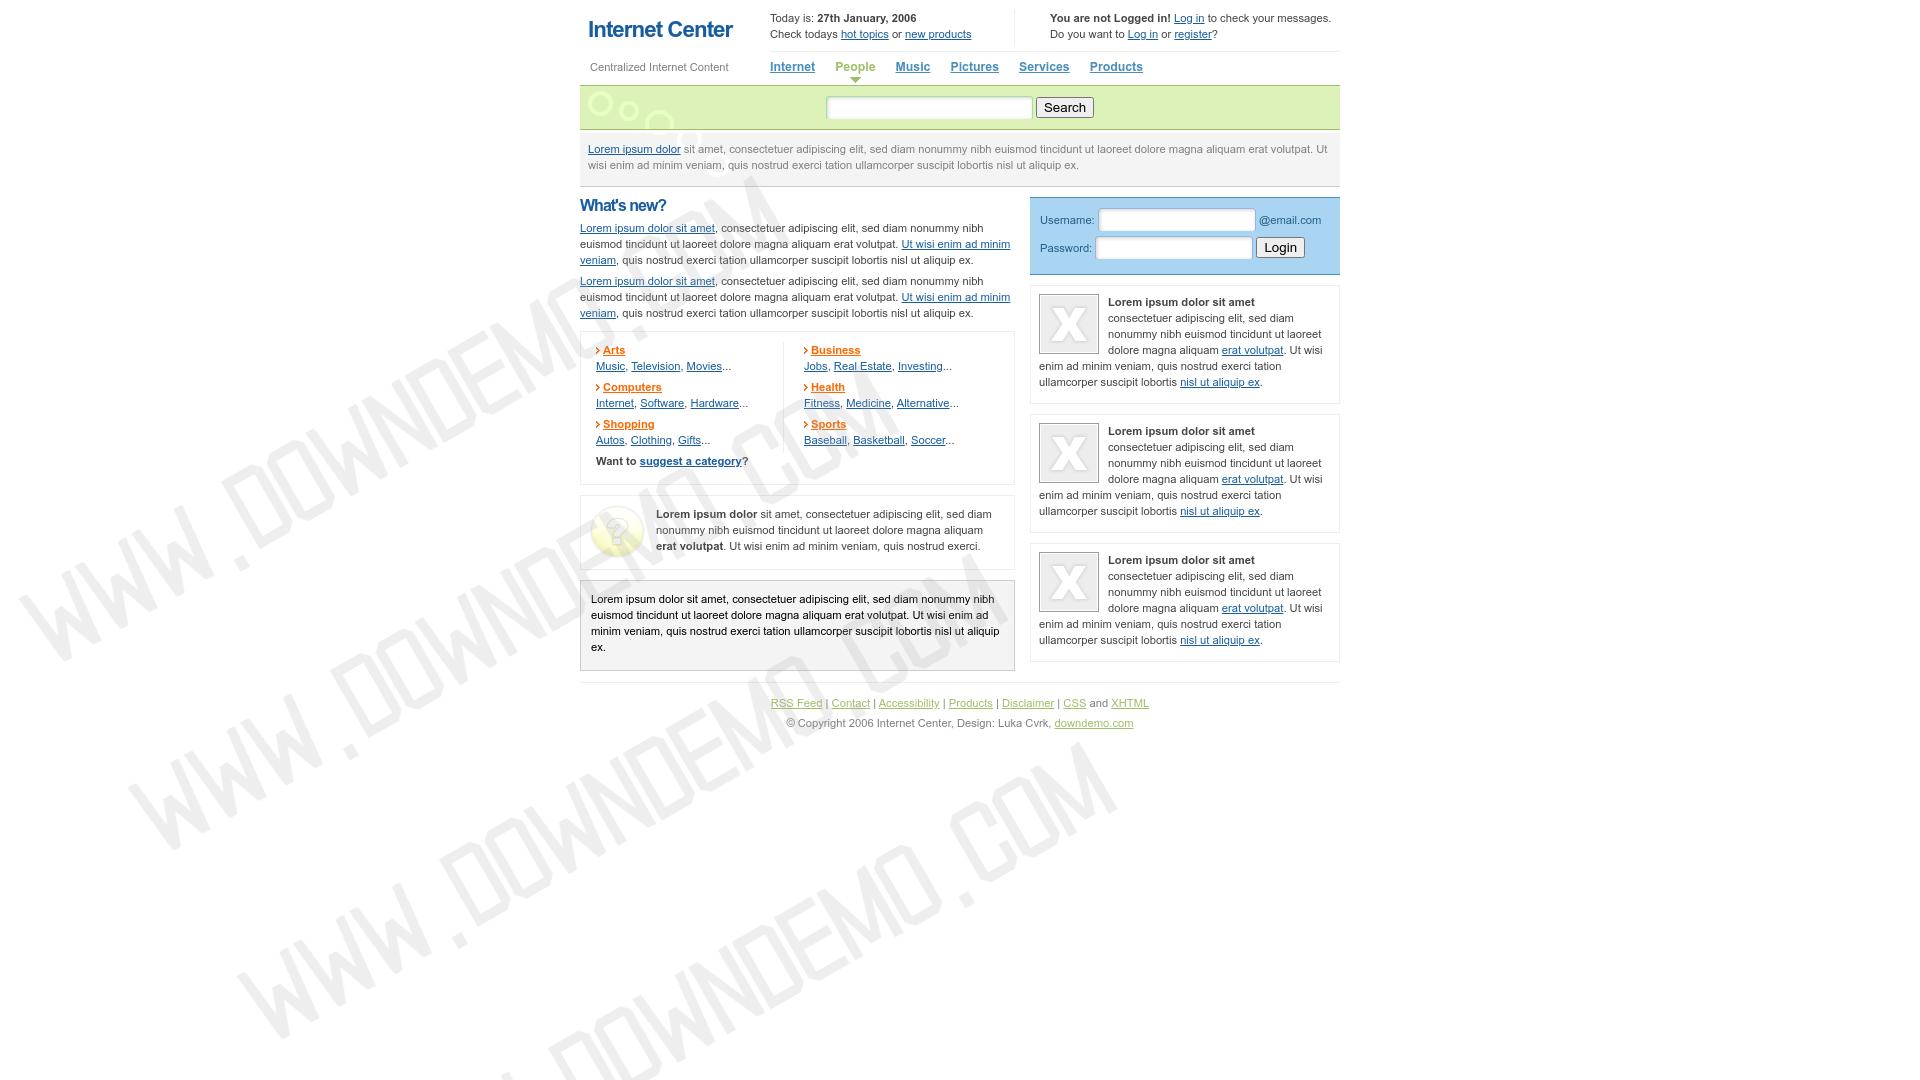 Internet Center
Today is: 27th January, 2006
Check todays hot topics or new products
You are not Logged in! Log in to check your messages.
Do you want to Log in or register?
Centralized Internet Content
Internet People Music Pictures Services Products
Search
Lorem ipsum dolor sit amet, consectetuer adipiscing elit, sed diam nonummy nibh euismod tincidunt ut laoreet dolore magna aliquam erat volutpat. Ut
wisi enim ad minim veniam, quis nostrud exerci tation ullamcorper suscipit lobortis nisl ut aliquip ex.
What's new?
Lorem ipsum dolor sit amet, consectetuer adipiscing elit, sed diam nonummy nibh
euismod tincidunt ut laoreet dolore magna aliquam erat volutpat. Ut wisi enim ad minim
veniam, quis nostrud exerci tation ullamcorper suscipit lobortis nisl ut aliquip ex.
Lorem ipsum dolor sit amet, consectetuer adipiscing elit, sed diam nonummy nibh
euismod tincidunt ut laoreet dolore magna aliquam erat volutpat. Ut wisi enim ad minim
veniam, quis nostrud exerci tation ullamcorper suscipit lobortis nisl ut aliquip ex.
Arts
Music, Television, Movies...
Computers
Internet, Software, Hardware...
Shopping
Autos, Clothing, Gifts...
Want to suggest a category?
Business
Jobs, Real Estate, Investing...
Health
Fitness, Medicine, Alternative...
Sports
Baseball, Basketball, Soccer...
?
Lorem ipsum dolor sit amet, consectetuer adipiscing elit, sed diam
nonummy nibh euismod tincidunt ut laoreet dolore magna aliquam
erat volutpat. Ut wisi enim ad minim veniam, quis nostrud exerci.
Lorem ipsum dolor sit amet, consectetuer adipiscing elit, sed diam nonummy nibh
euismod tincidunt ut laoreet dolore magna aliquam erat volutpat. Ut wisi enim ad
minim veniam, quis nostrud exerci tation ullamcorper suscipit lobortis nisl ut aliquip
ex.
Username: @email.com
Password: Login
X
Lorem ipsum dolor sit amet
consectetuer adipiscing elit, sed diam
nonummy nibh euismod tincidunt ut laoreet
dolore magna aliquam erat volutpat. Ut wisi
enim ad minim veniam, quis nostrud exerci tation
ullamcorper suscipit lobortis nisl ut aliquip ex.
X
Lorem ipsum dolor sit amet
consectetuer adipiscing elit, sed diam
nonummy nibh euismod tincidunt ut laoreet
dolore magna aliquam erat volutpat. Ut wisi
enim ad minim veniam, quis nostrud exerci tation
ullamcorper suscipit lobortis nisl ut aliquip ex.
X
Lorem ipsum dolor sit amet
consectetuer adipiscing elit, sed diam
nonummy nibh euismod tincidunt ut laoreet
dolore magna aliquam erat volutpat. Ut wisi
enim ad minim veniam, quis nostrud exerci tation
ullamcorper suscipit lobortis nisl ut aliquip ex.
RSS Feed | Contact | Accessibility | Products | Disclaimer | CSS and XHTML
© Copyright 2006 Internet Center, Design: Luka Cvrk, downdemo.com
WWW.DOWNDEMO.COM
WWW.DOWNDEMO.COM
WWW.DOWNDEMO.COM
.DOWNDEMO.COM